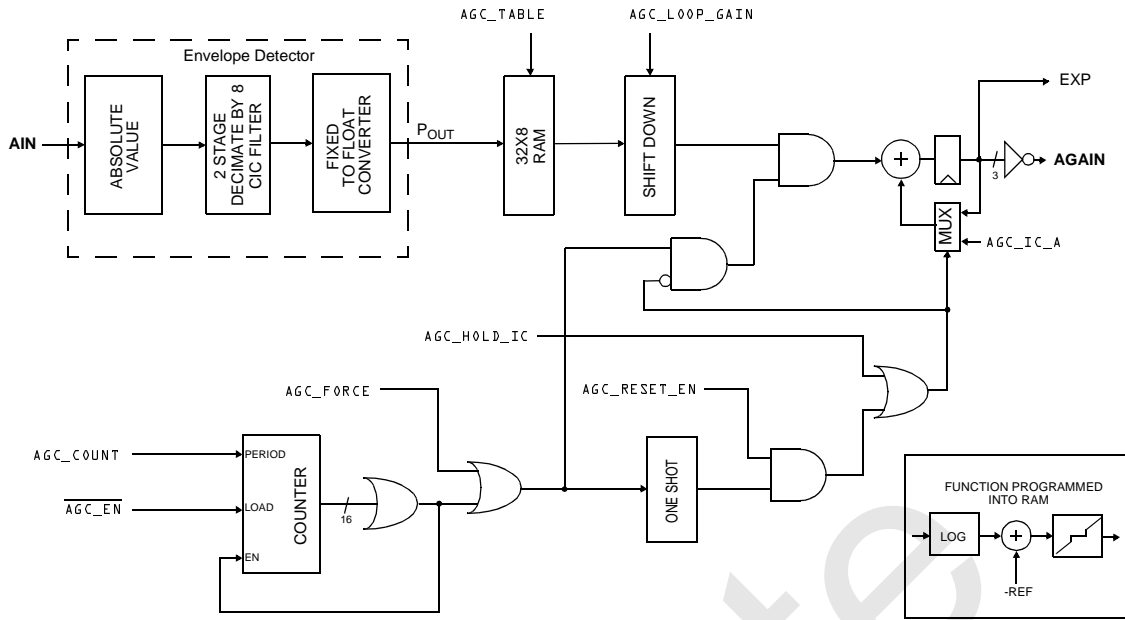 AGC_TABLE
AGC_LOOP_GAIN
Envelope Detector
AIN
ABSOLUTE
VALUE
2 STAGE
DECIMATE BY 8
CIC FILTER
FIXED
TO FLOAT
CONVERTER
POUT
32X8
RAM
SHIFT DOWN
EXP
3
AGAIN
MUX
AGC_IC_A
AGC_HOLD_IC
AGC_FORCE
AGC_RESET_EN
AGC_COUNT
PERIOD
AGC_EN
LOAD
COUNTER
EN
16
ONE SHOT
FUNCTION PROGRAMMED
INTO RAM
LOG
-REF